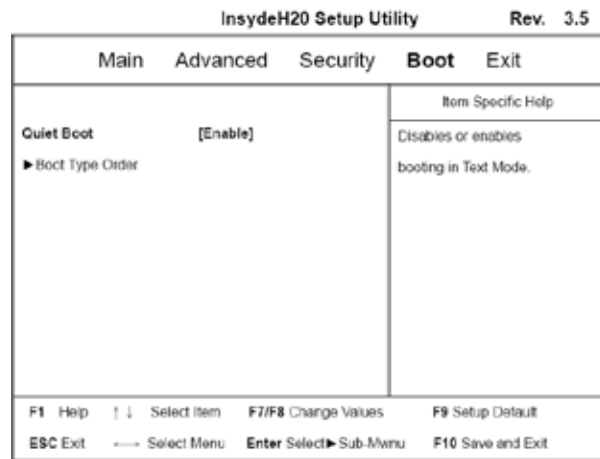 InsydeH20 Setup Utility Rev. 3.5
Main Advanced Security Boot Exit
Item Specific Help
Quiet Boot [Enable]
Disables or enables
►Boct Type Order
booting in Text Mode.
F1 Help ↑ ↓ Select Item F7/F8 Change Values F9 Setup Default
ESC Exit ←→ Select Menu Enter Select►Sub-Mwnu F10 Save and Exit